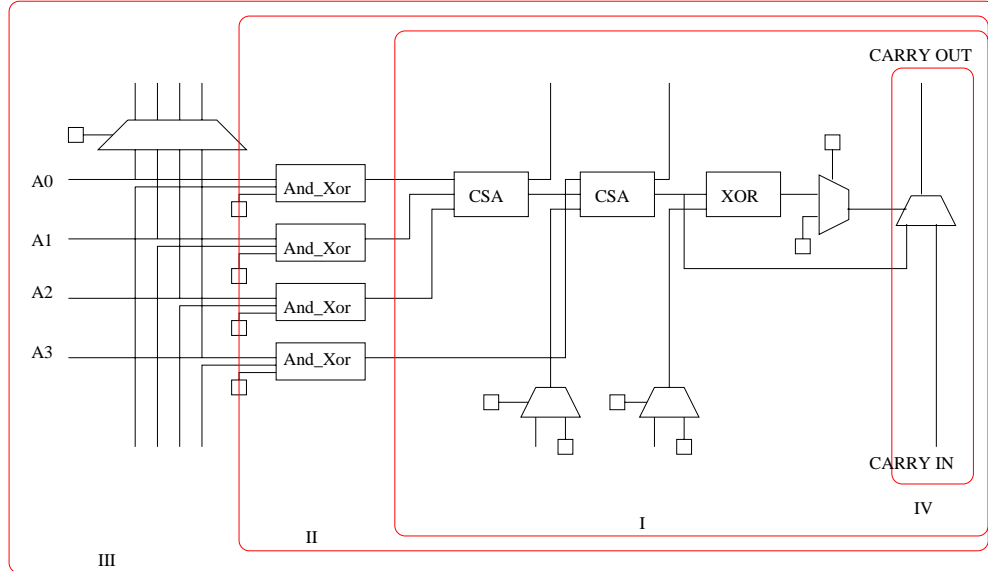 CARRY OUT
A0
And_Xor
CSA
CSA
XOR
A1
And_Xor
A2
And_Xor
A3
And_Xor
CARRY IN
IV
I
II
III